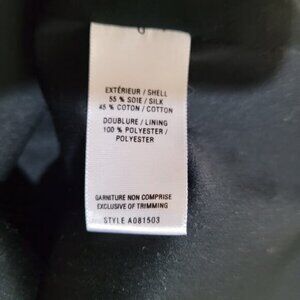 EXTÉRIEUR / SHELL
55 % SOIE / SILK
45 % COTON / COTTON
DOUBLURE / LINING
100 % POLYESTER /
POLYESTER
GARNITURE NON COMPRISE
EXCLUSIVE OF TRIMMING
STYLE A081503